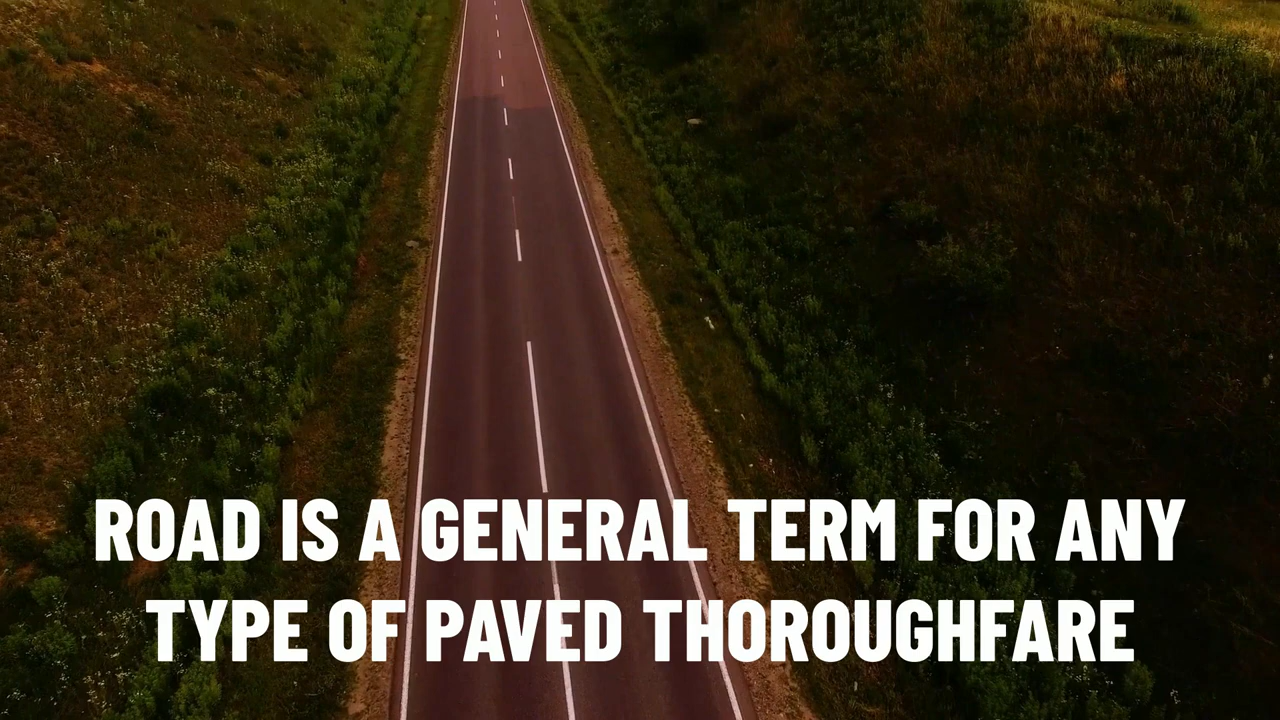 ROAD IS A GENERAL TERM FOR ANY
TYPE OF PAVED THOROUGHFARE